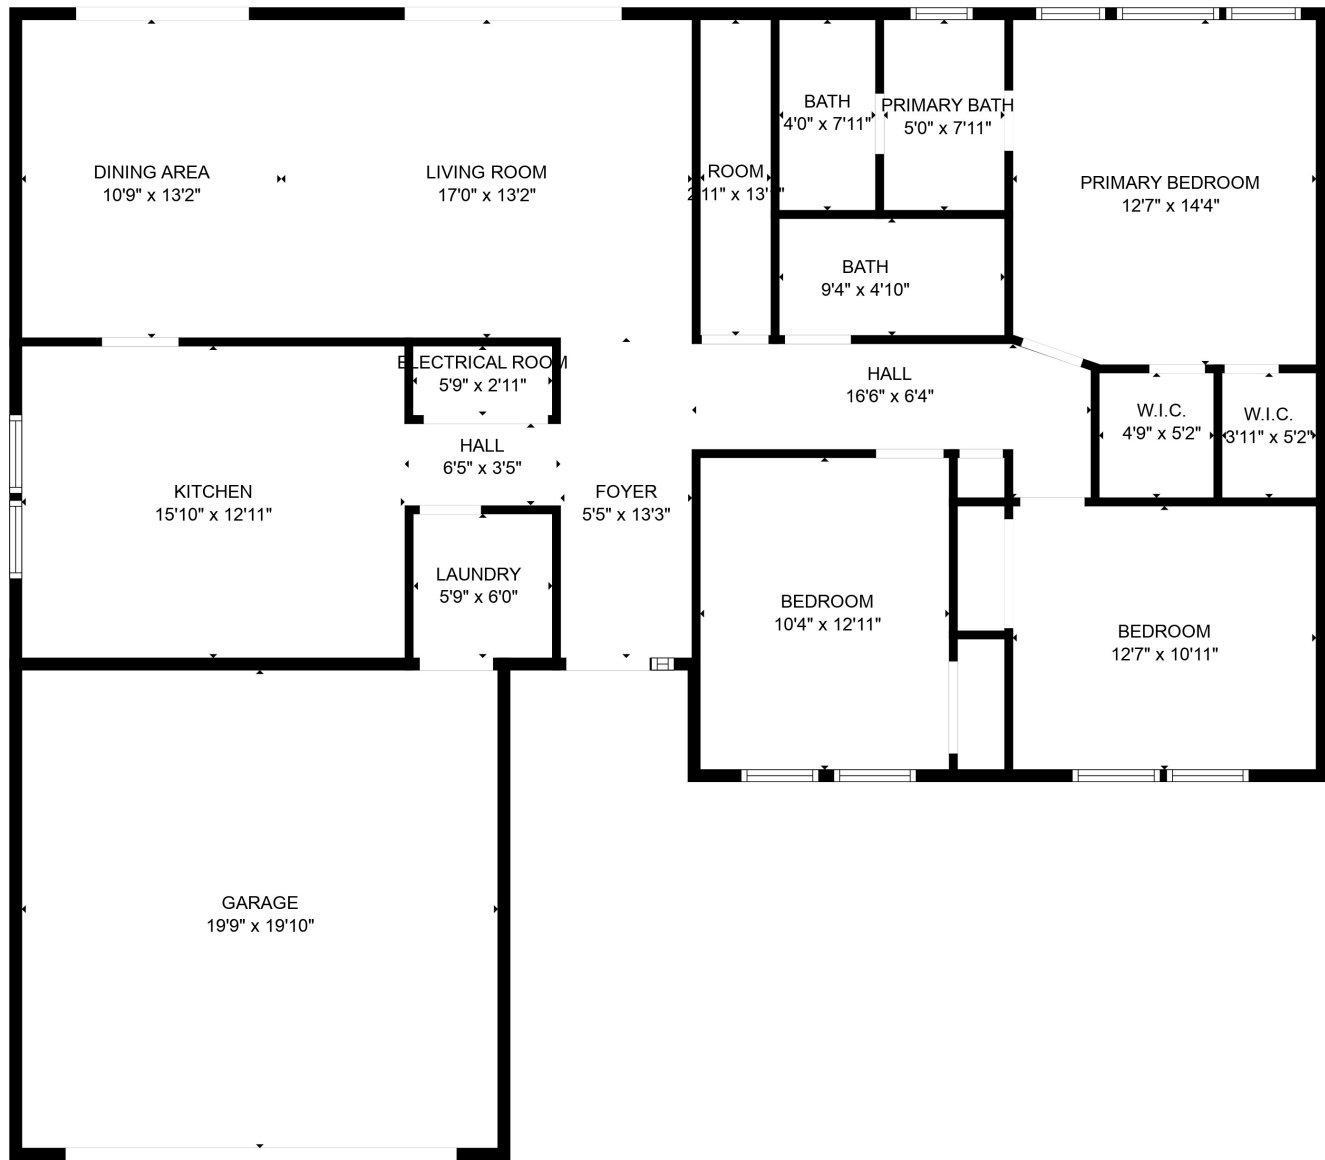 BATH
4'0" x 7'11"
PRIMARY BATH
5'0" x 7'11"
DINING AREA
10'9" x 13'2"
LIVING ROOM
17'0" x 13'2"
ROOM
2'11" x 13'
PRIMARY BEDROOM
12'7" x 14'4"
BATH
9'4" x 4'10"
ELECTRICAL ROOM
5'9" x 2'11"
HALL
16'6" x 6'4"
W.I.C.
4'9" x 5'2"
W.I.C.
3'11" x 5'2"
HALL
6'5" x 3'5"
KITCHEN
15'10" x 12'11"
FOYER
5'5" x 13'3"
LAUNDRY
5'9" x 6'0"
BEDROOM
10'4" x 12'11"
BEDROOM
12'7" x 10'11"
GARAGE
19'9" x 19'10"